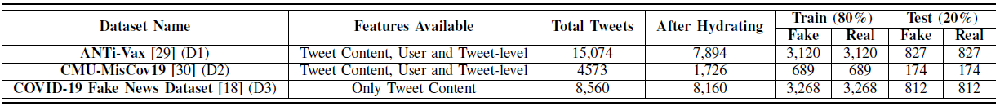 Dataset Name Features Available Total Tweets After Hydrating Train (80%) Test (20%)
Fake Real Fake Real
ANTi-Vax [29] (D1) Tweet Content, User and Tweet-level 15,074 7,894 3,120 3,120 827 827
CMU-MisCov19 [30] (D2) Tweet Content, User and Tweet-level 4573 1,726 689 689 174 174
COVID-19 Fake News Dataset [18] (D3) Only Tweet Content 8,560 8,160 3,268 3,268 812 812